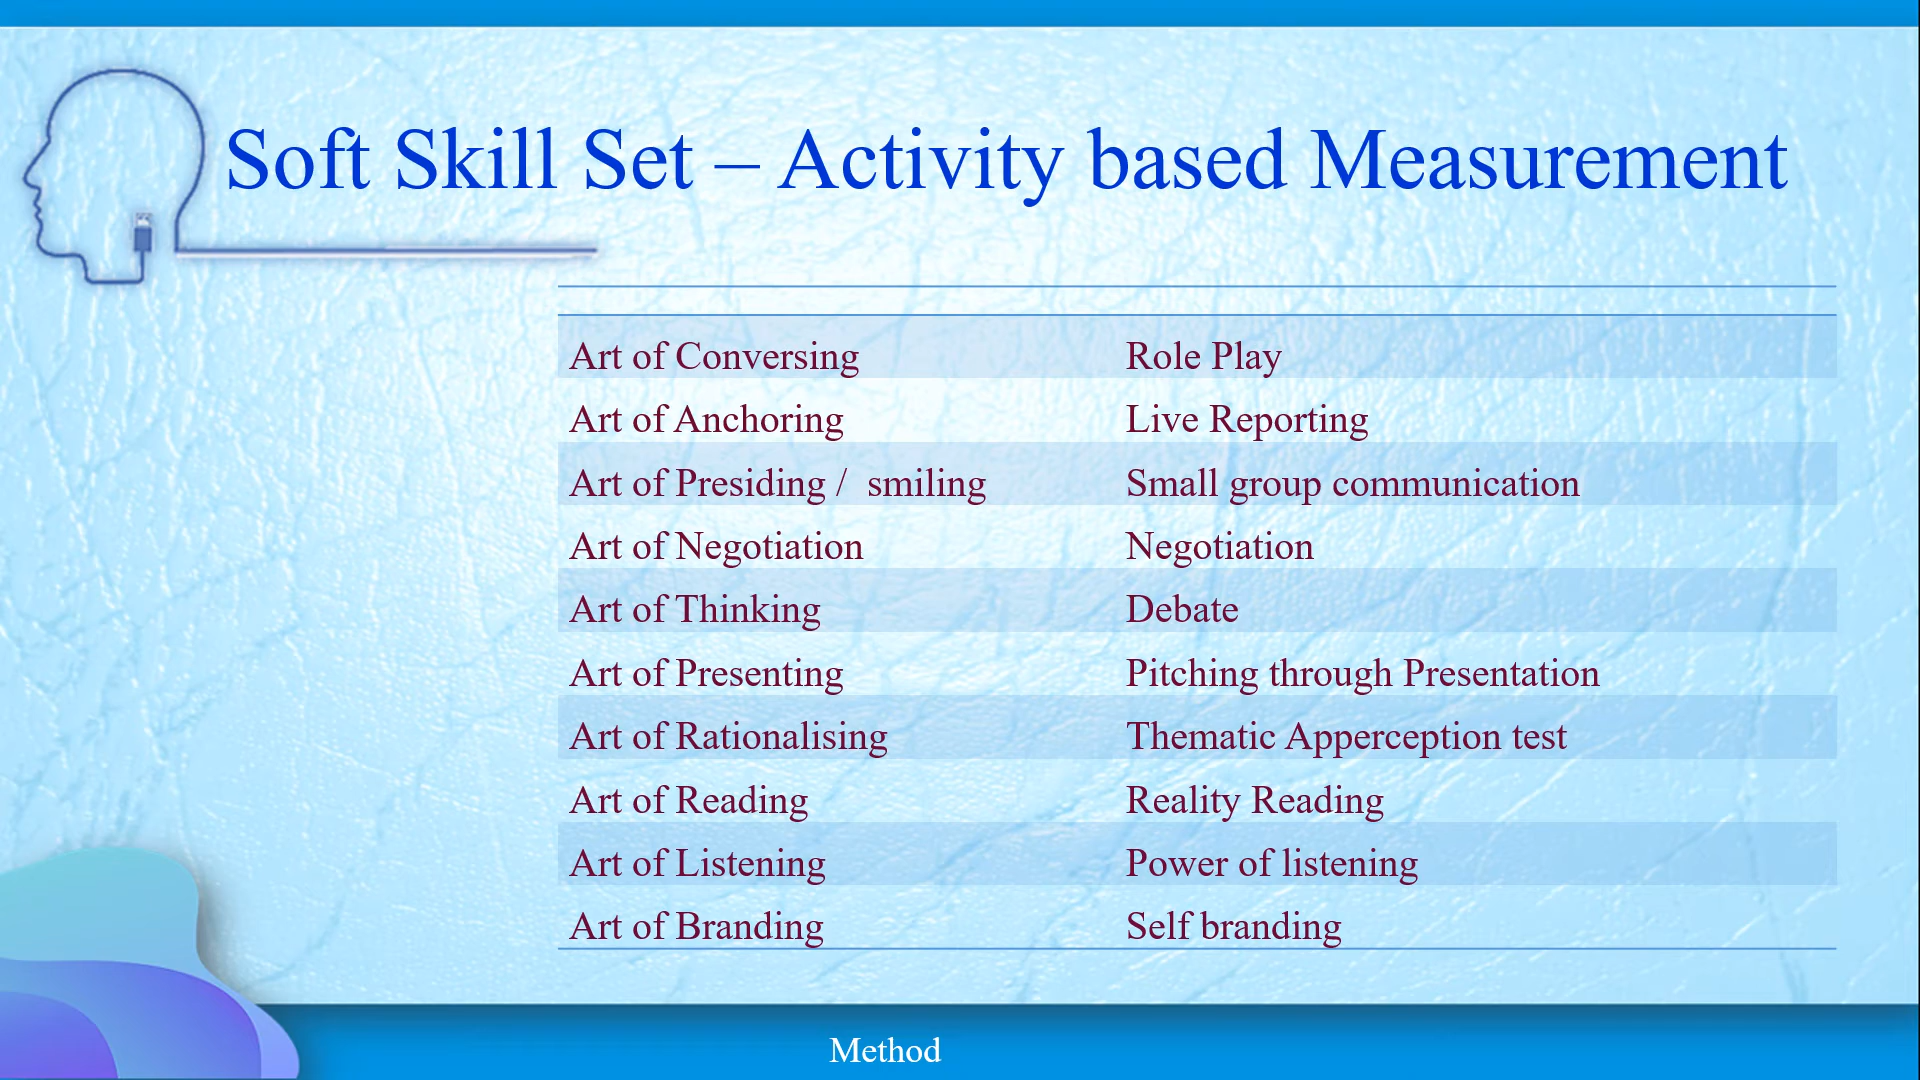 Soft Skill Set – Activity based Measurement
Art of Conversing Role Play
Art of Anchoring Live Reporting
Art of Presiding /  smiling Small group communication
Art of Negotiation Negotiation
Art of Thinking Debate
Art of Presenting Pitching through Presentation
Art of Rationalising Thematic Apperception test
Art of Reading Reality Reading
Art of Listening Power of listening
Art of Branding Self branding
Method